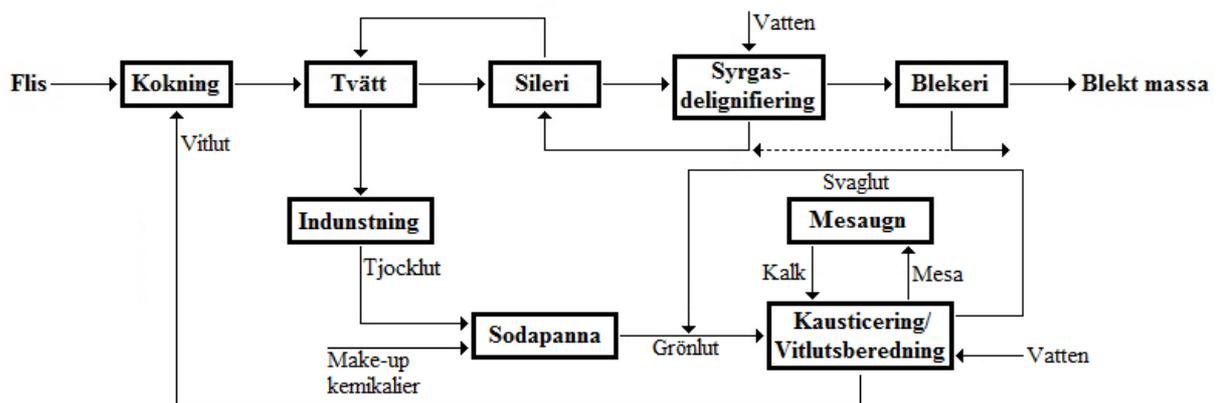 Vatten
Flis
Kokning
Tvätt
Sileri
Syrgas-
delignifiering
Blekeri
Blekt massa
Vitlut
Svaglut
Indunstning
Mesaugn
Tjocklut
Kalk
Mesa
Sodapanna
Grönlut
Kausticering/
Vitlutsberedning
Vatten
Make-up
kemikalier